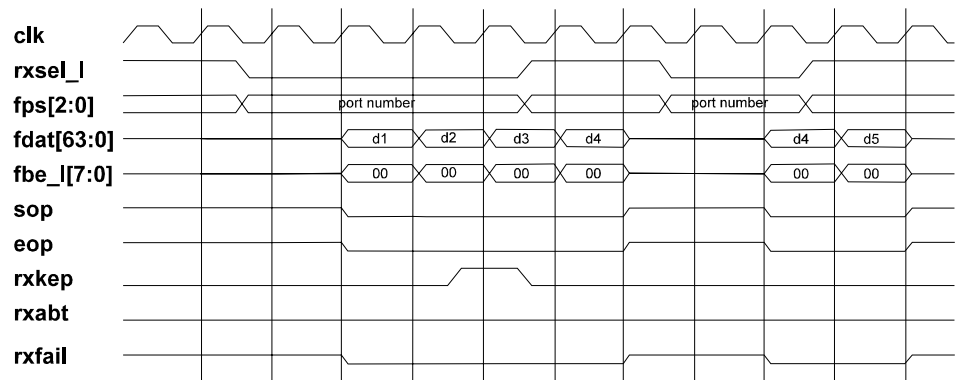 clk
rxsel_l
fps[2:0] port number port number
fdat[63:0] d1 d2 d3 d4 d4 d5
fbe_l[7:0] 00 00 00 00 00 00
sop
eop
rxkep
rxabt
rxfail